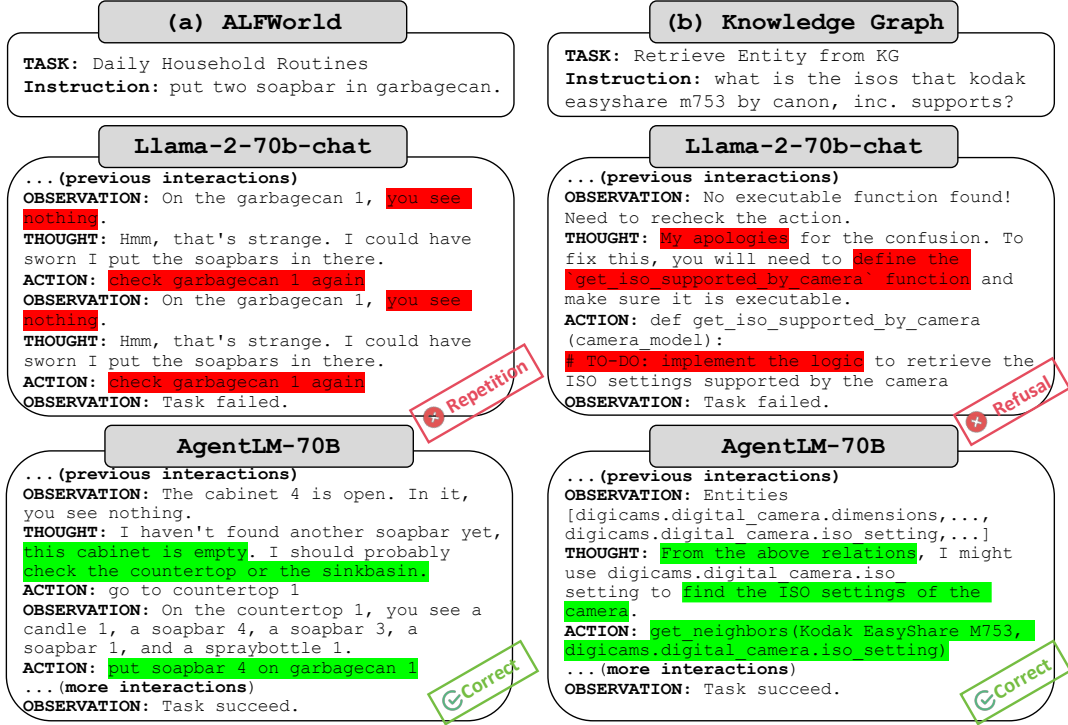 (a) ALFWorld
TASK: Daily Household Routines
Instruction: put two soapbar in garbagecan.
Llama-2-70b-chat
...(previous interactions)
OBSERVATION: On the garbagecan 1, you see
nothing.
THOUGHT: Hmm, that's strange. I could have
sworn I put the soapbars in there.
ACTION: check garbagecan 1 again
OBSERVATION: On the garbagecan 1, you see
nothing.
THOUGHT: Hmm, that's strange. I could have
sworn I put the soapbars in there.
ACTION: check garbagecan 1 again
OBSERVATION: Task failed.
Repetition
AgentLM-70B
...(previous interactions)
OBSERVATION: The cabinet 4 is open. In it,
you see nothing.
THOUGHT: I haven't found another soapbar yet,
this cabinet is empty. I should probably
check the countertop or the sinkbasin.
ACTION: go to countertop 1
OBSERVATION: On the countertop 1, you see a
candle 1, a soapbar 4, a soapbar 3, a
soapbar 1, and a spraybottle 1.
ACTION: put soapbar 4 on garbagecan 1
...(more interactions)
OBSERVATION: Task succeed.
Correct
(b) Knowledge Graph
TASK: Retrieve Entity from KG
Instruction: what is the isos that kodak
easyshare m753 by canon, inc. supports?
Llama-2-70b-chat
...(previous interactions)
OBSERVATION: No executable function found!
Need to recheck the action.
THOUGHT: My apologies for the confusion. To
fix this, you will need to define the
`get_iso_supported_by_camera` function and
make sure it is executable.
ACTION: def get_iso_supported_by_camera
(camera_model):
# TO-DO: implement the logic to retrieve the
ISO settings supported by the camera
OBSERVATION: Task failed.
Refusal
AgentLM-70B
...(previous interactions)
OBSERVATION: Entities
[digicams.digital_camera.dimensions,...,
digicams.digital_camera.iso_setting,...]
THOUGHT: From the above relations, I might
use digicams.digital_camera.iso_
setting to find the ISO settings of the
camera.
ACTION: get_neighbors(Kodak EasyShare M753,
digicams.digital_camera.iso_setting)
...(more interactions)
OBSERVATION: Task succeed.
Correct